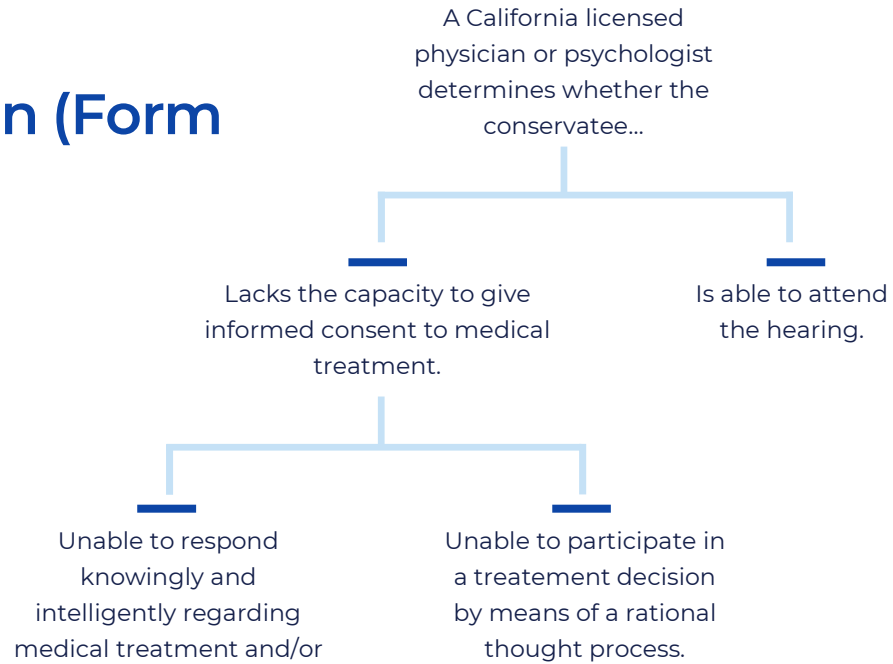 n (Form
A California licensed
physician or psychologist
determines whether the
conservatee...
Lacks the capacity to give
informed consent to medical
treatment.
Is able to attend
the hearing.
Unable to respond
knowingly and
intelligently regarding
medical treatment and/or
Unable to participate in
a treatement decision
by means of a rational
thought process.